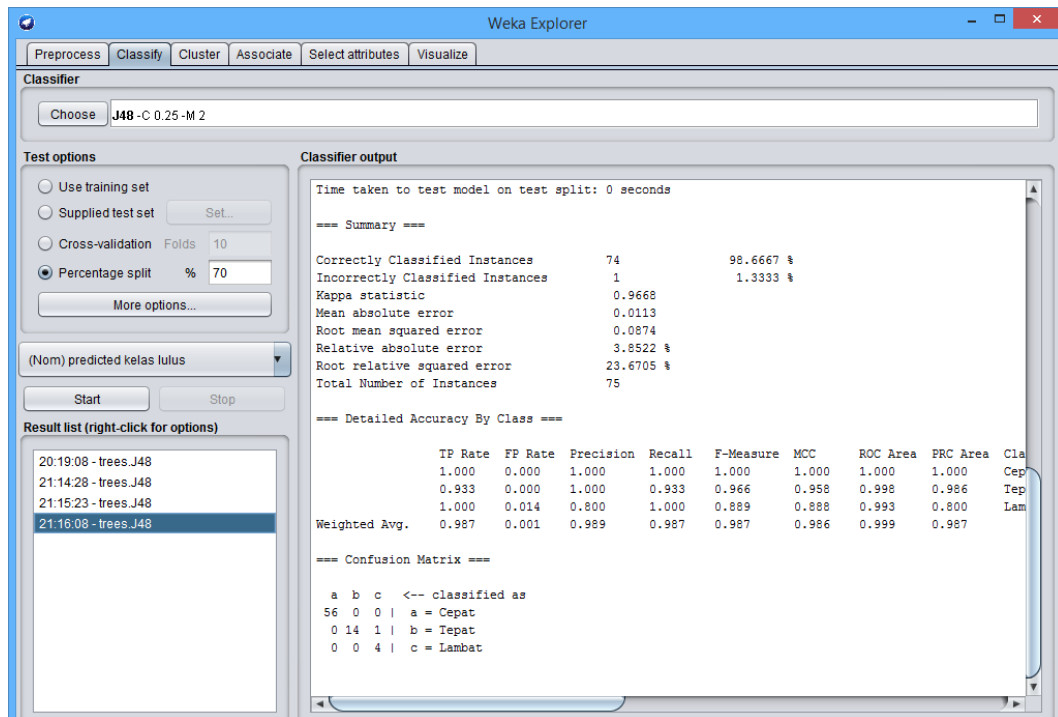 Weka Explorer
Preprocess Classify Cluster Associate Select attributes Visualize
Classifier
Choose J48 -C 0.25 -M 2
Test options
Use training set
Supplied test set Set...
Cross-validation Folds 10
Percentage split % 70
More options...
(Nom) predicted kelas lulus
Start Stop
Result list (right-click for options)
20:19:08 - trees.J48
21:14:28 - trees.J48
21:15:23 - trees.J48
21:16:08 - trees.J48
Classifier output
Time taken to test model on test split: 0 seconds
=== Summary ===
Correctly Classified Instances 74 98.6667 %
Incorrectly Classified Instances 1 1.3333 %
Kappa statistic 0.9668
Mean absolute error 0.0113
Root mean squared error 0.0874
Relative absolute error 3.8522 %
Root relative squared error 23.6705 %
Total Number of Instances 75
=== Detailed Accuracy By Class ===
TP Rate FP Rate Precision Recall F-Measure MCC ROC Area PRC Area Cla
1.000 0.000 1.000 1.000 1.000 1.000 1.000 1.000 Cep
0.933 0.000 1.000 0.933 0.966 0.958 0.998 0.986 Tep
1.000 0.014 0.800 1.000 0.889 0.888 0.993 0.800 Lam
Weighted Avg. 0.987 0.001 0.989 0.987 0.987 0.986 0.999 0.987
=== Confusion Matrix ===
a b c <-- classified as
56 0 0 | a = Cepat
0 14 1 | b = Tepat
0 0 4 | c = Lambat